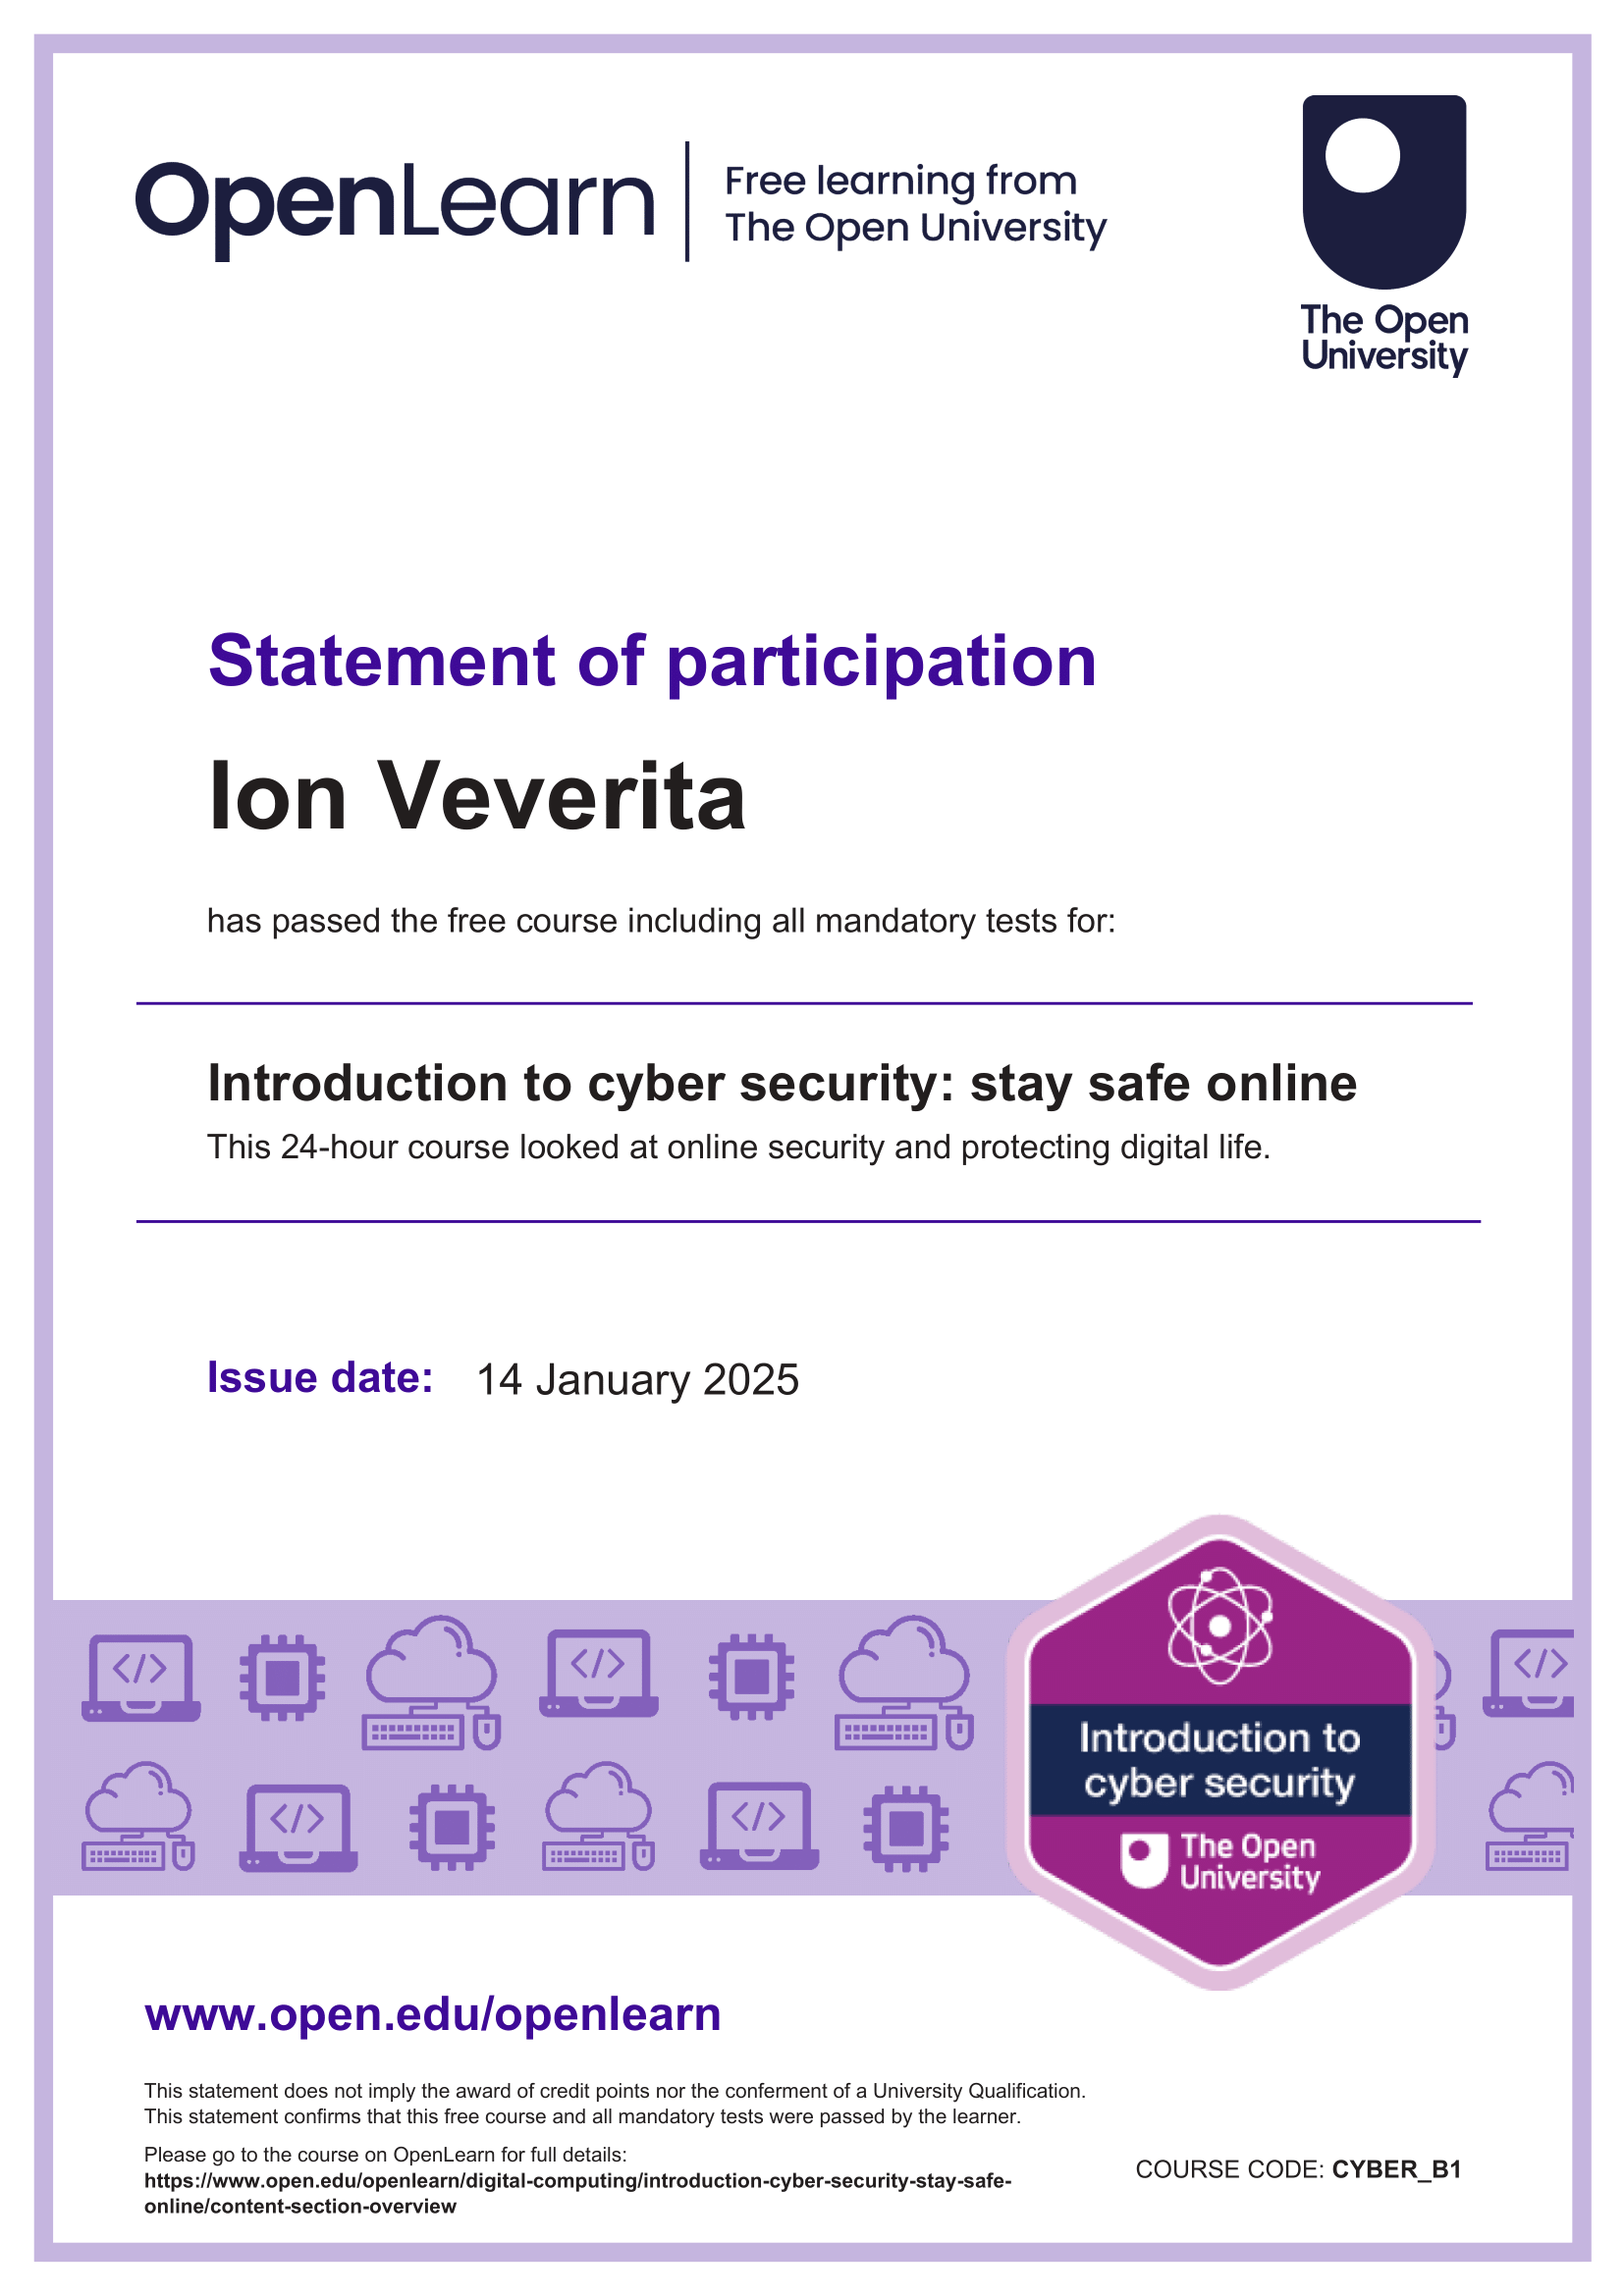 OpenLearn
Free learning from
The Open University
The Open
University
Statement of participation
Ion Veverita
has passed the free course including all mandatory tests for:
Introduction to cyber security: stay safe online
This 24-hour course looked at online security and protecting digital life.
Issue date: 14 January 2025
Introduction to
cyber security
The Open
University
www.open.edu/openlearn
This statement does not imply the award of credit points nor the conferment of a University Qualification.
This statement confirms that this free course and all mandatory tests were passed by the learner.
Please go to the course on OpenLearn for full details:
https://www.open.edu/openlearn/digital-computing/introduction-cyber-security-stay-safe-
online/content-section-overview
COURSE CODE: CYBER_B1